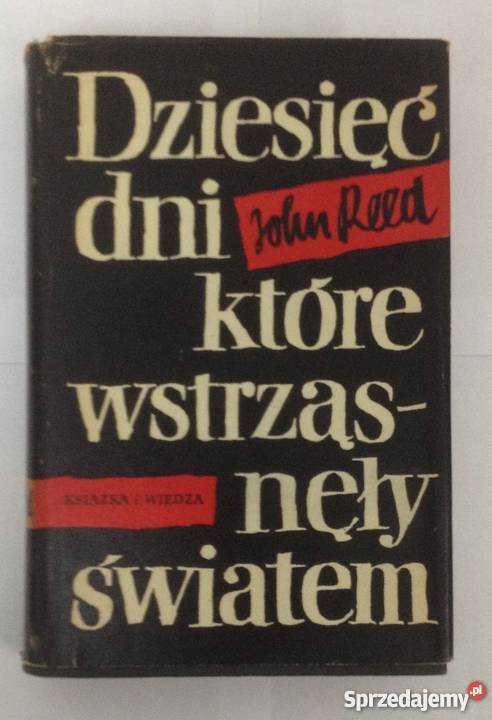 Dziesięć
dni
John Reed
które
wstrząs-
KSIĄŻKA i WIEDZA
nęły
światem
Sprzedajemy.pl